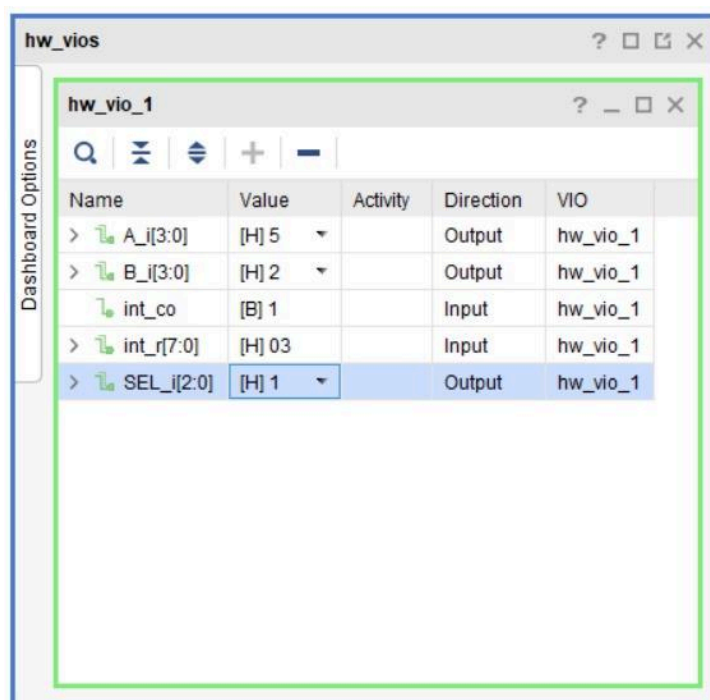 hw_vios
Dashboard Options
hw_vio_1
Name Value Activity Direction VIO
A_i[3:0] [H] 5 Output hw_vio_1
B_i[3:0] [H] 2 Output hw_vio_1
int_co [B] 1 Input hw_vio_1
int_r[7:0] [H] 03 Input hw_vio_1
SEL_i[2:0] [H] 1 Output hw_vio_1